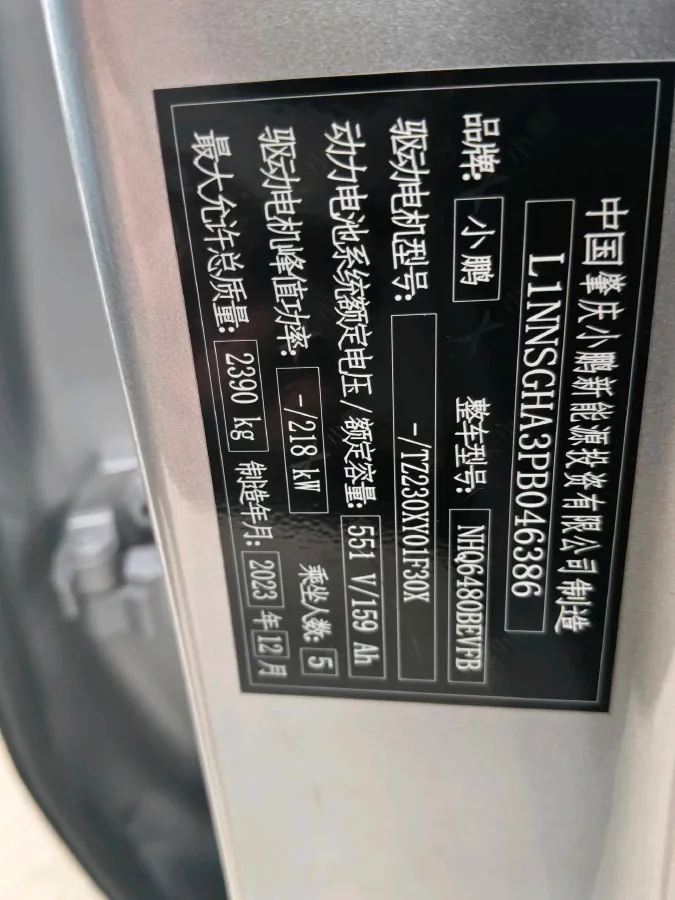 中国肇庆小鹏新能源投资有限公司制造
L1NNSGHA3PB046386
品牌: 小鹏 整车型号: NHQ6480BEVFB
驱动电机型号: -/TZ230XY01F30X
动力电池系统额定电压/额定容量: 551 V/159 Ah
驱动电机峰值功率: -/218 kW 乘坐人数: 5
最大允许总质量: 2390 kg 制造年月: 2023 年 12 月